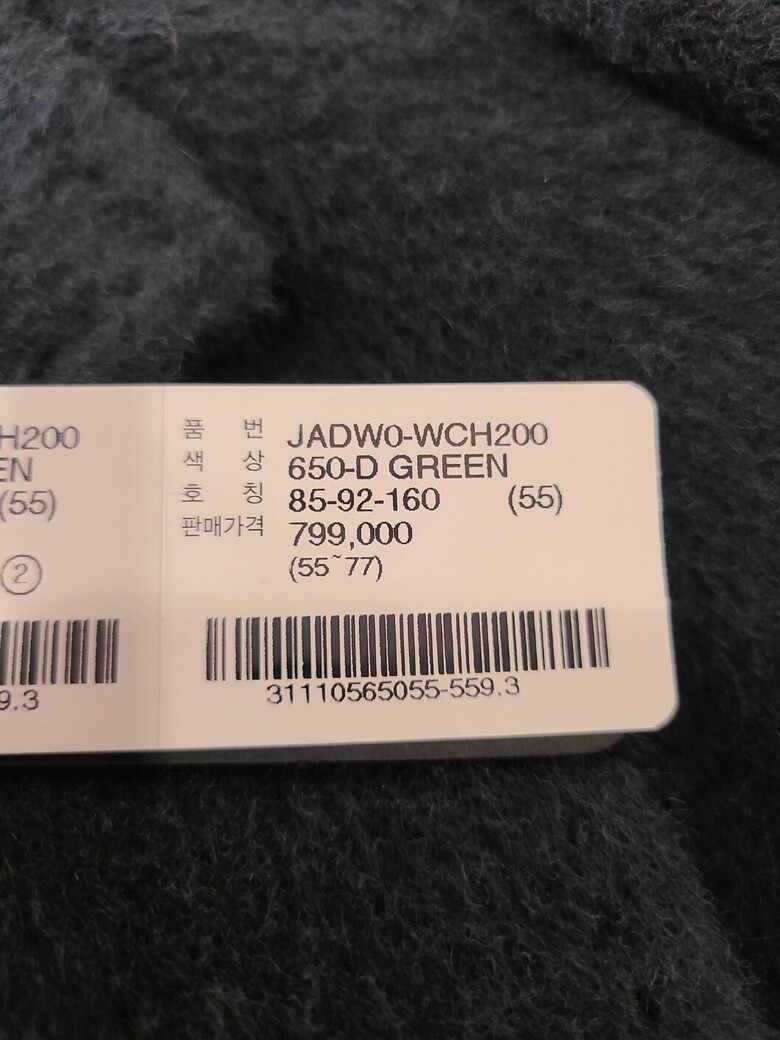 H200
EN
(55)
②
9.3
품 번 JADW0-WCH200
색 상 650-D GREEN
호 칭 85-92-160 (55)
판매가격 799,000
(55~77)
31110565055-559.3